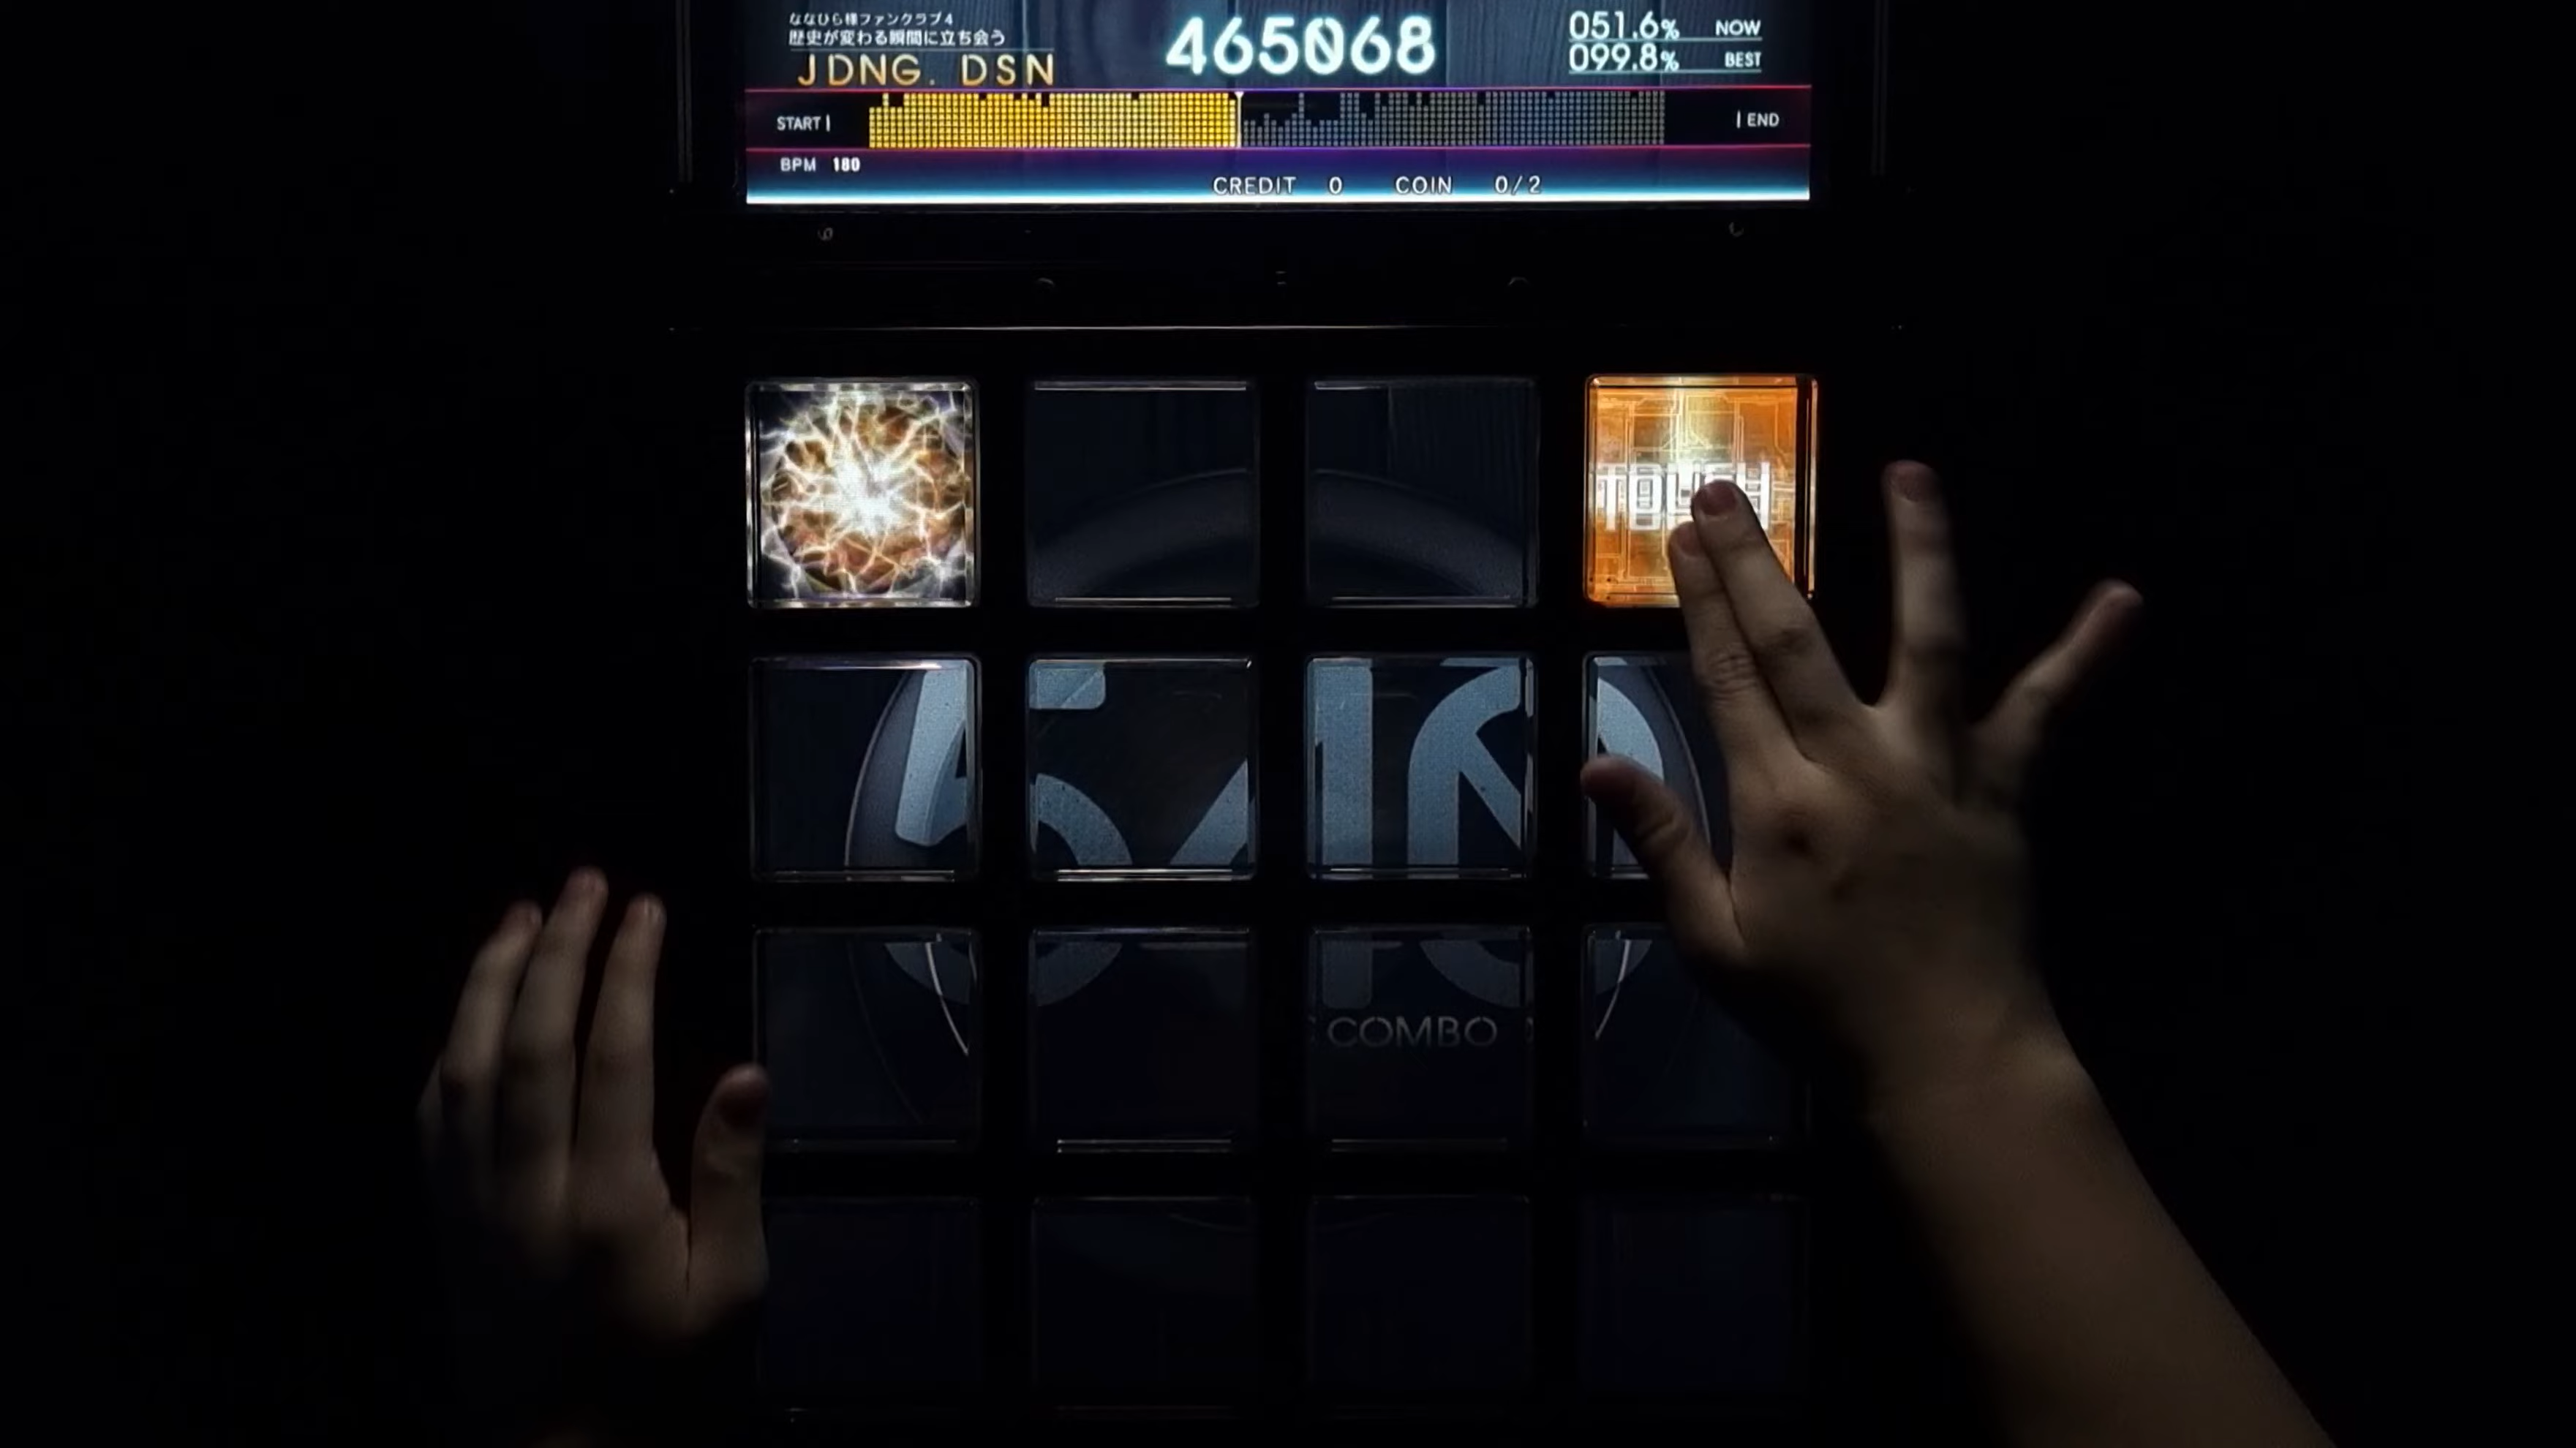 ななひら様ファンクラブ4
歴史が変わる瞬間に立ち会う
JDNG. DSN
465068
051.6% NOW
099.8% BEST
START
END
BPM 180
CREDIT 0 COIN 0/2
TOUCH
COMBO